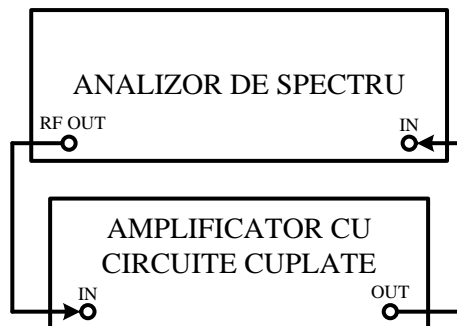 ANALIZOR DE SPECTRU
RF OUT
IN
AMPLIFICATOR CU
CIRCUITE CUPLATE
IN
OUT